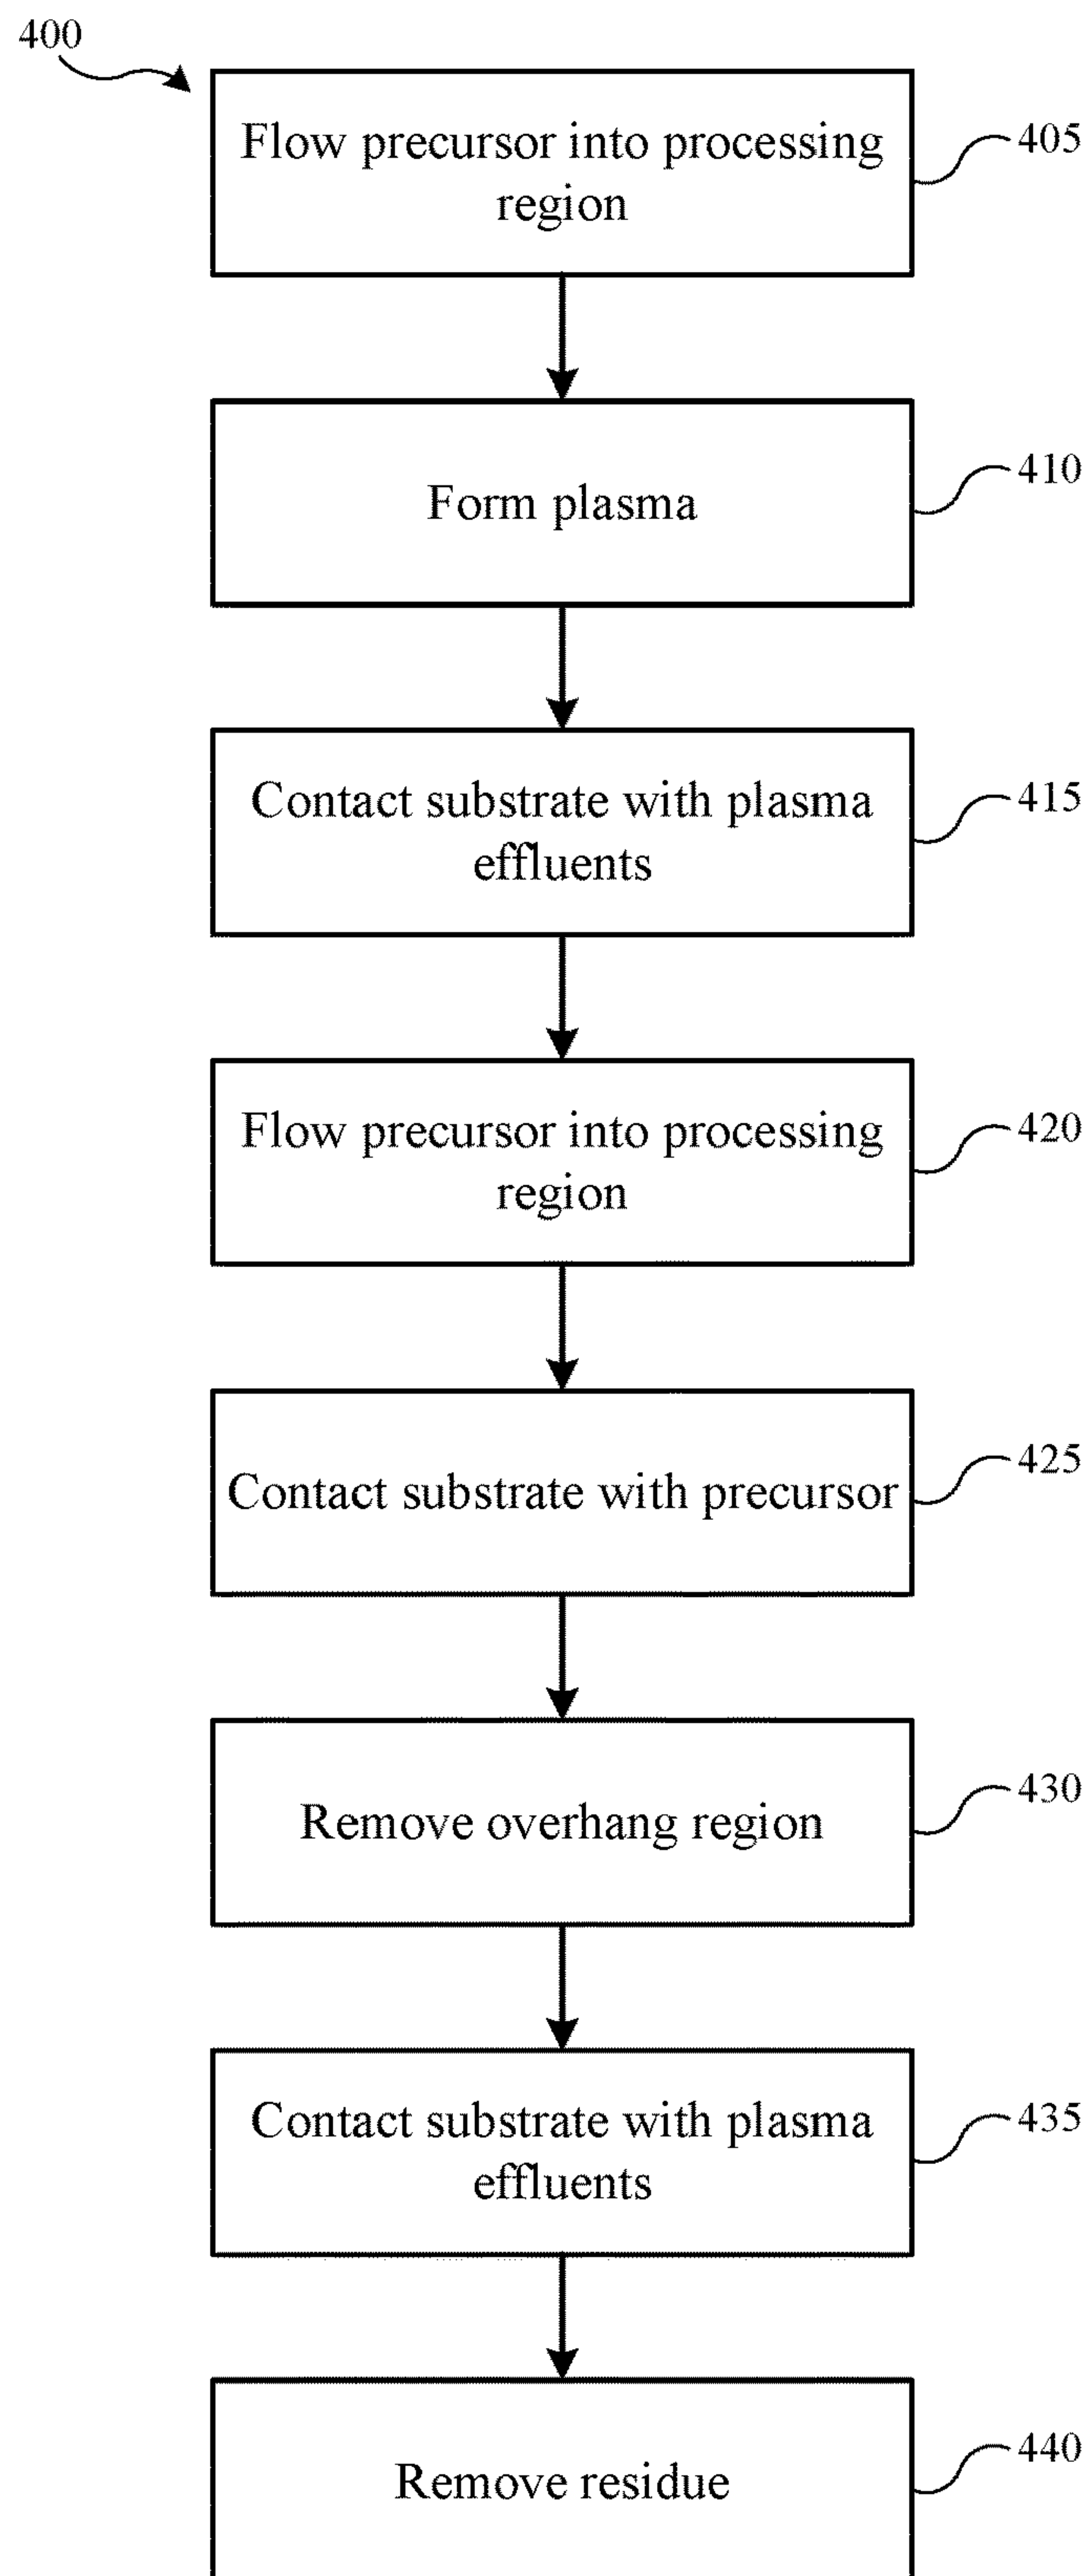 400
Flow precursor into processing
region
405
Form plasma
410
Contact substrate with plasma
effluents
415
Flow precursor into processing
region
420
Contact substrate with precursor
425
Remove overhang region
430
Contact substrate with plasma
effluents
435
Remove residue
440